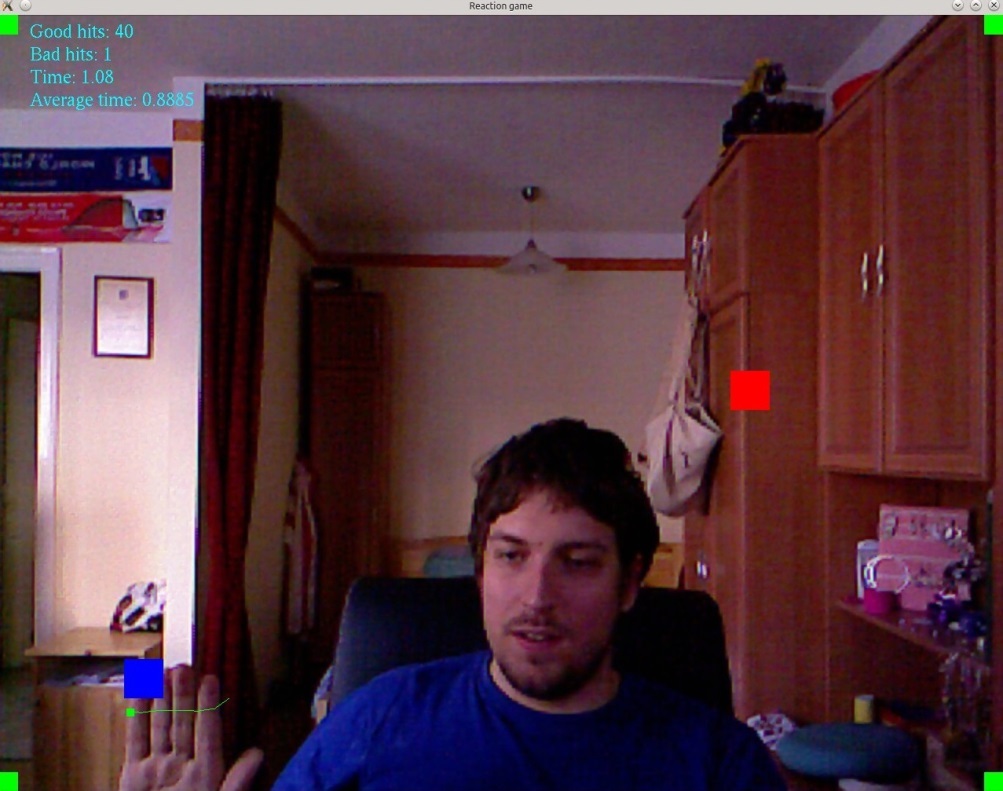 Reaction game
Good hits: 40
Bad hits: 1
Time: 1.08
Average time: 0.8885